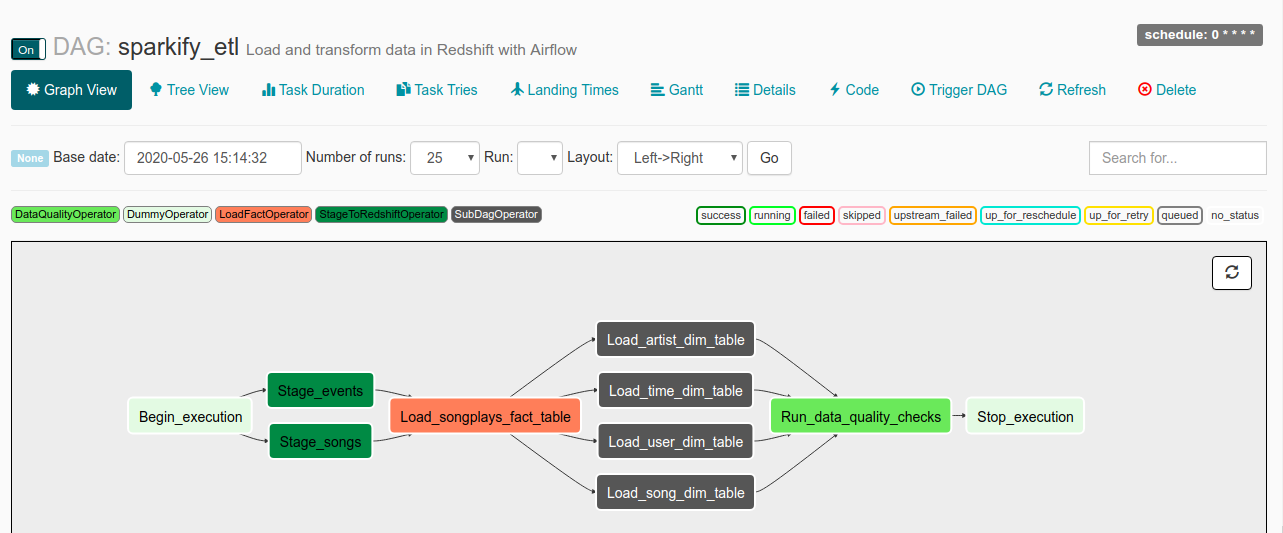 schedule: 0 * * * *
On DAG: sparkify_etl Load and transform data in Redshift with Airflow
Graph View Tree View Task Duration Task Tries Landing Times Gantt Details Code Trigger DAG Refresh Delete
None Base date: 2020-05-26 15:14:32 Number of runs: 25 Run: Layout: Left->Right Go Search for...
DataQualityOperator DummyOperator LoadFactOperator StageToRedshiftOperator SubDagOperator success running failed skipped upstream_failed up_for_reschedule up_for_retry queued no_status
Load_artist_dim_table
Stage_events Load_time_dim_table
Begin_execution Load_songplays_fact_table Run_data_quality_checks Stop_execution
Stage_songs Load_user_dim_table
Load_song_dim_table